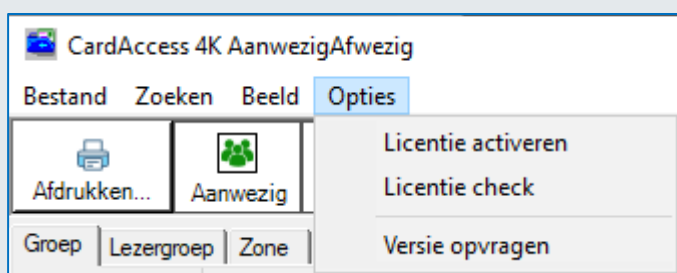 CardAccess 4K AanwezigAfwezig
Bestand Zoeken Beeld Opties
Afdrukken... Aanwezig
Licentie activeren
Licentie check
Versie opvragen
Groep Lezergroep Zone